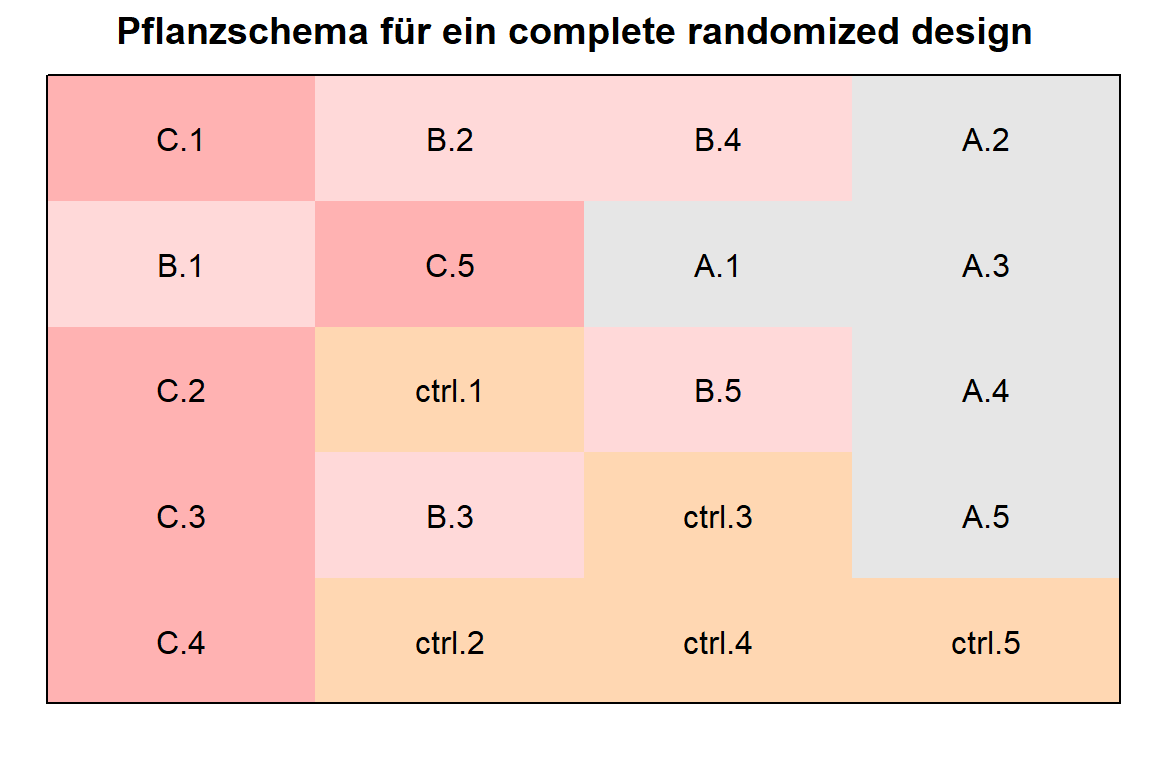 Pflanzschema für ein complete randomized design
C.1 B.2 B.4 A.2
B.1 C.5 A.1 A.3
C.2 ctrl.1 B.5 A.4
C.3 B.3 ctrl.3 A.5
C.4 ctrl.2 ctrl.4 ctrl.5